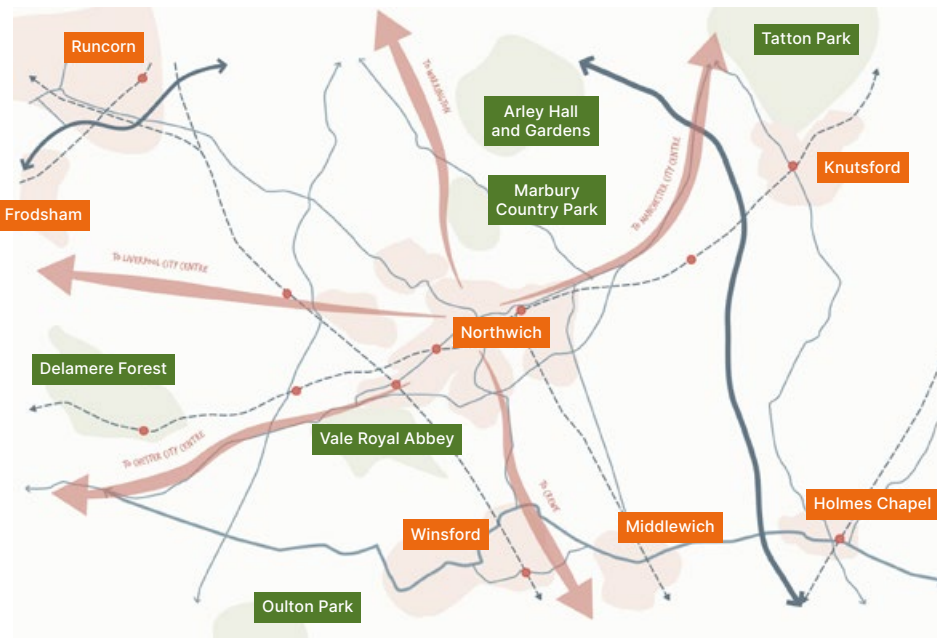 Runcorn
Tatton Park
TO WARRINGTON
Arley Hall
and Gardens
TO MANCHESTER CITY CENTRE
Knutsford
Marbury
Country Park
Frodsham
TO LIVERPOOL CITY CENTRE
Northwich
Delamere Forest
Vale Royal Abbey
TO CHESTER CITY CENTRE
TO CREWE
Holmes Chapel
Winsford
Middlewich
Oulton Park